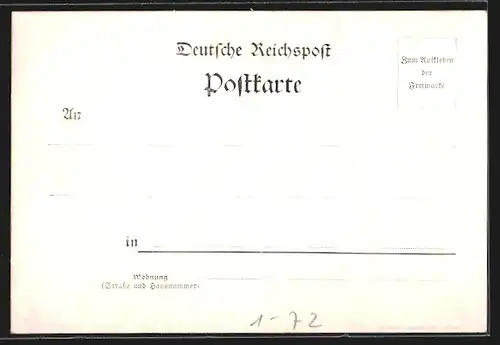 Deutsche Reichspost
Postkarte
Zum Aufkleben
der
Freimarke
An
in
Wohnung
(Straße und Hausnummer)
1-72